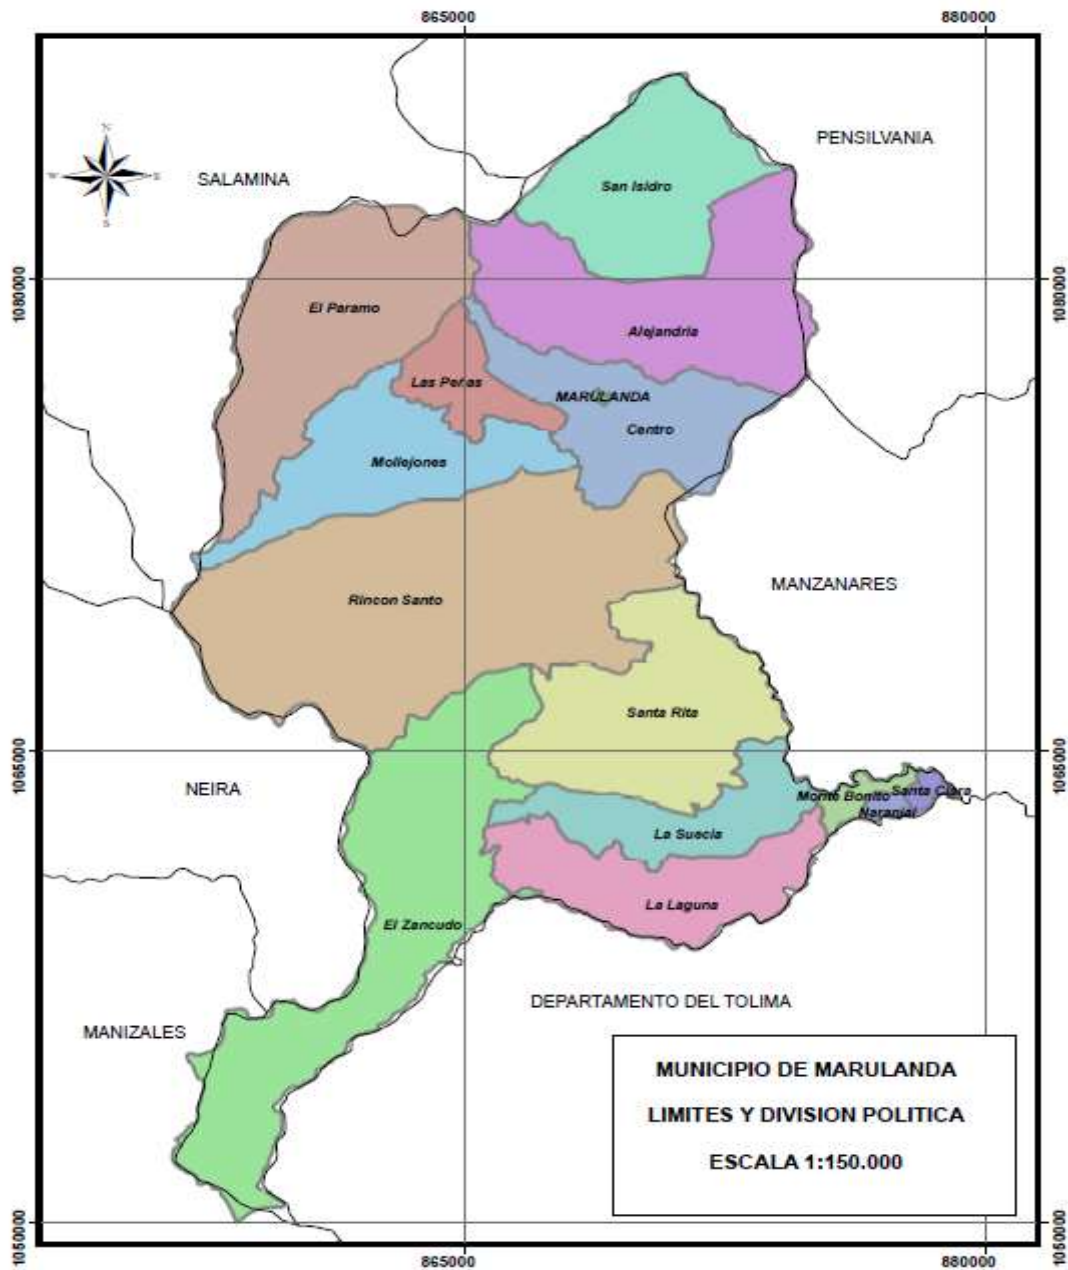 865000
880000
PENSILVANIA
N
W
E
S
SALAMINA
San Isidro
1080000
1080000
El Paramo
Alejandria
Las Peñas
MARULANDA
Centro
Mollejones
MANZANARES
Rincon Santo
Santa Rita
1065000
1065000
NEIRA
Monte Bonito
Santa Clara
Naranjal
La Suecia
La Laguna
El Zancudo
DEPARTAMENTO DEL TOLIMA
MANIZALES
MUNICIPIO DE MARULANDA
LIMITES Y DIVISION POLITICA
ESCALA 1:150.000
1050000
1050000
865000
880000